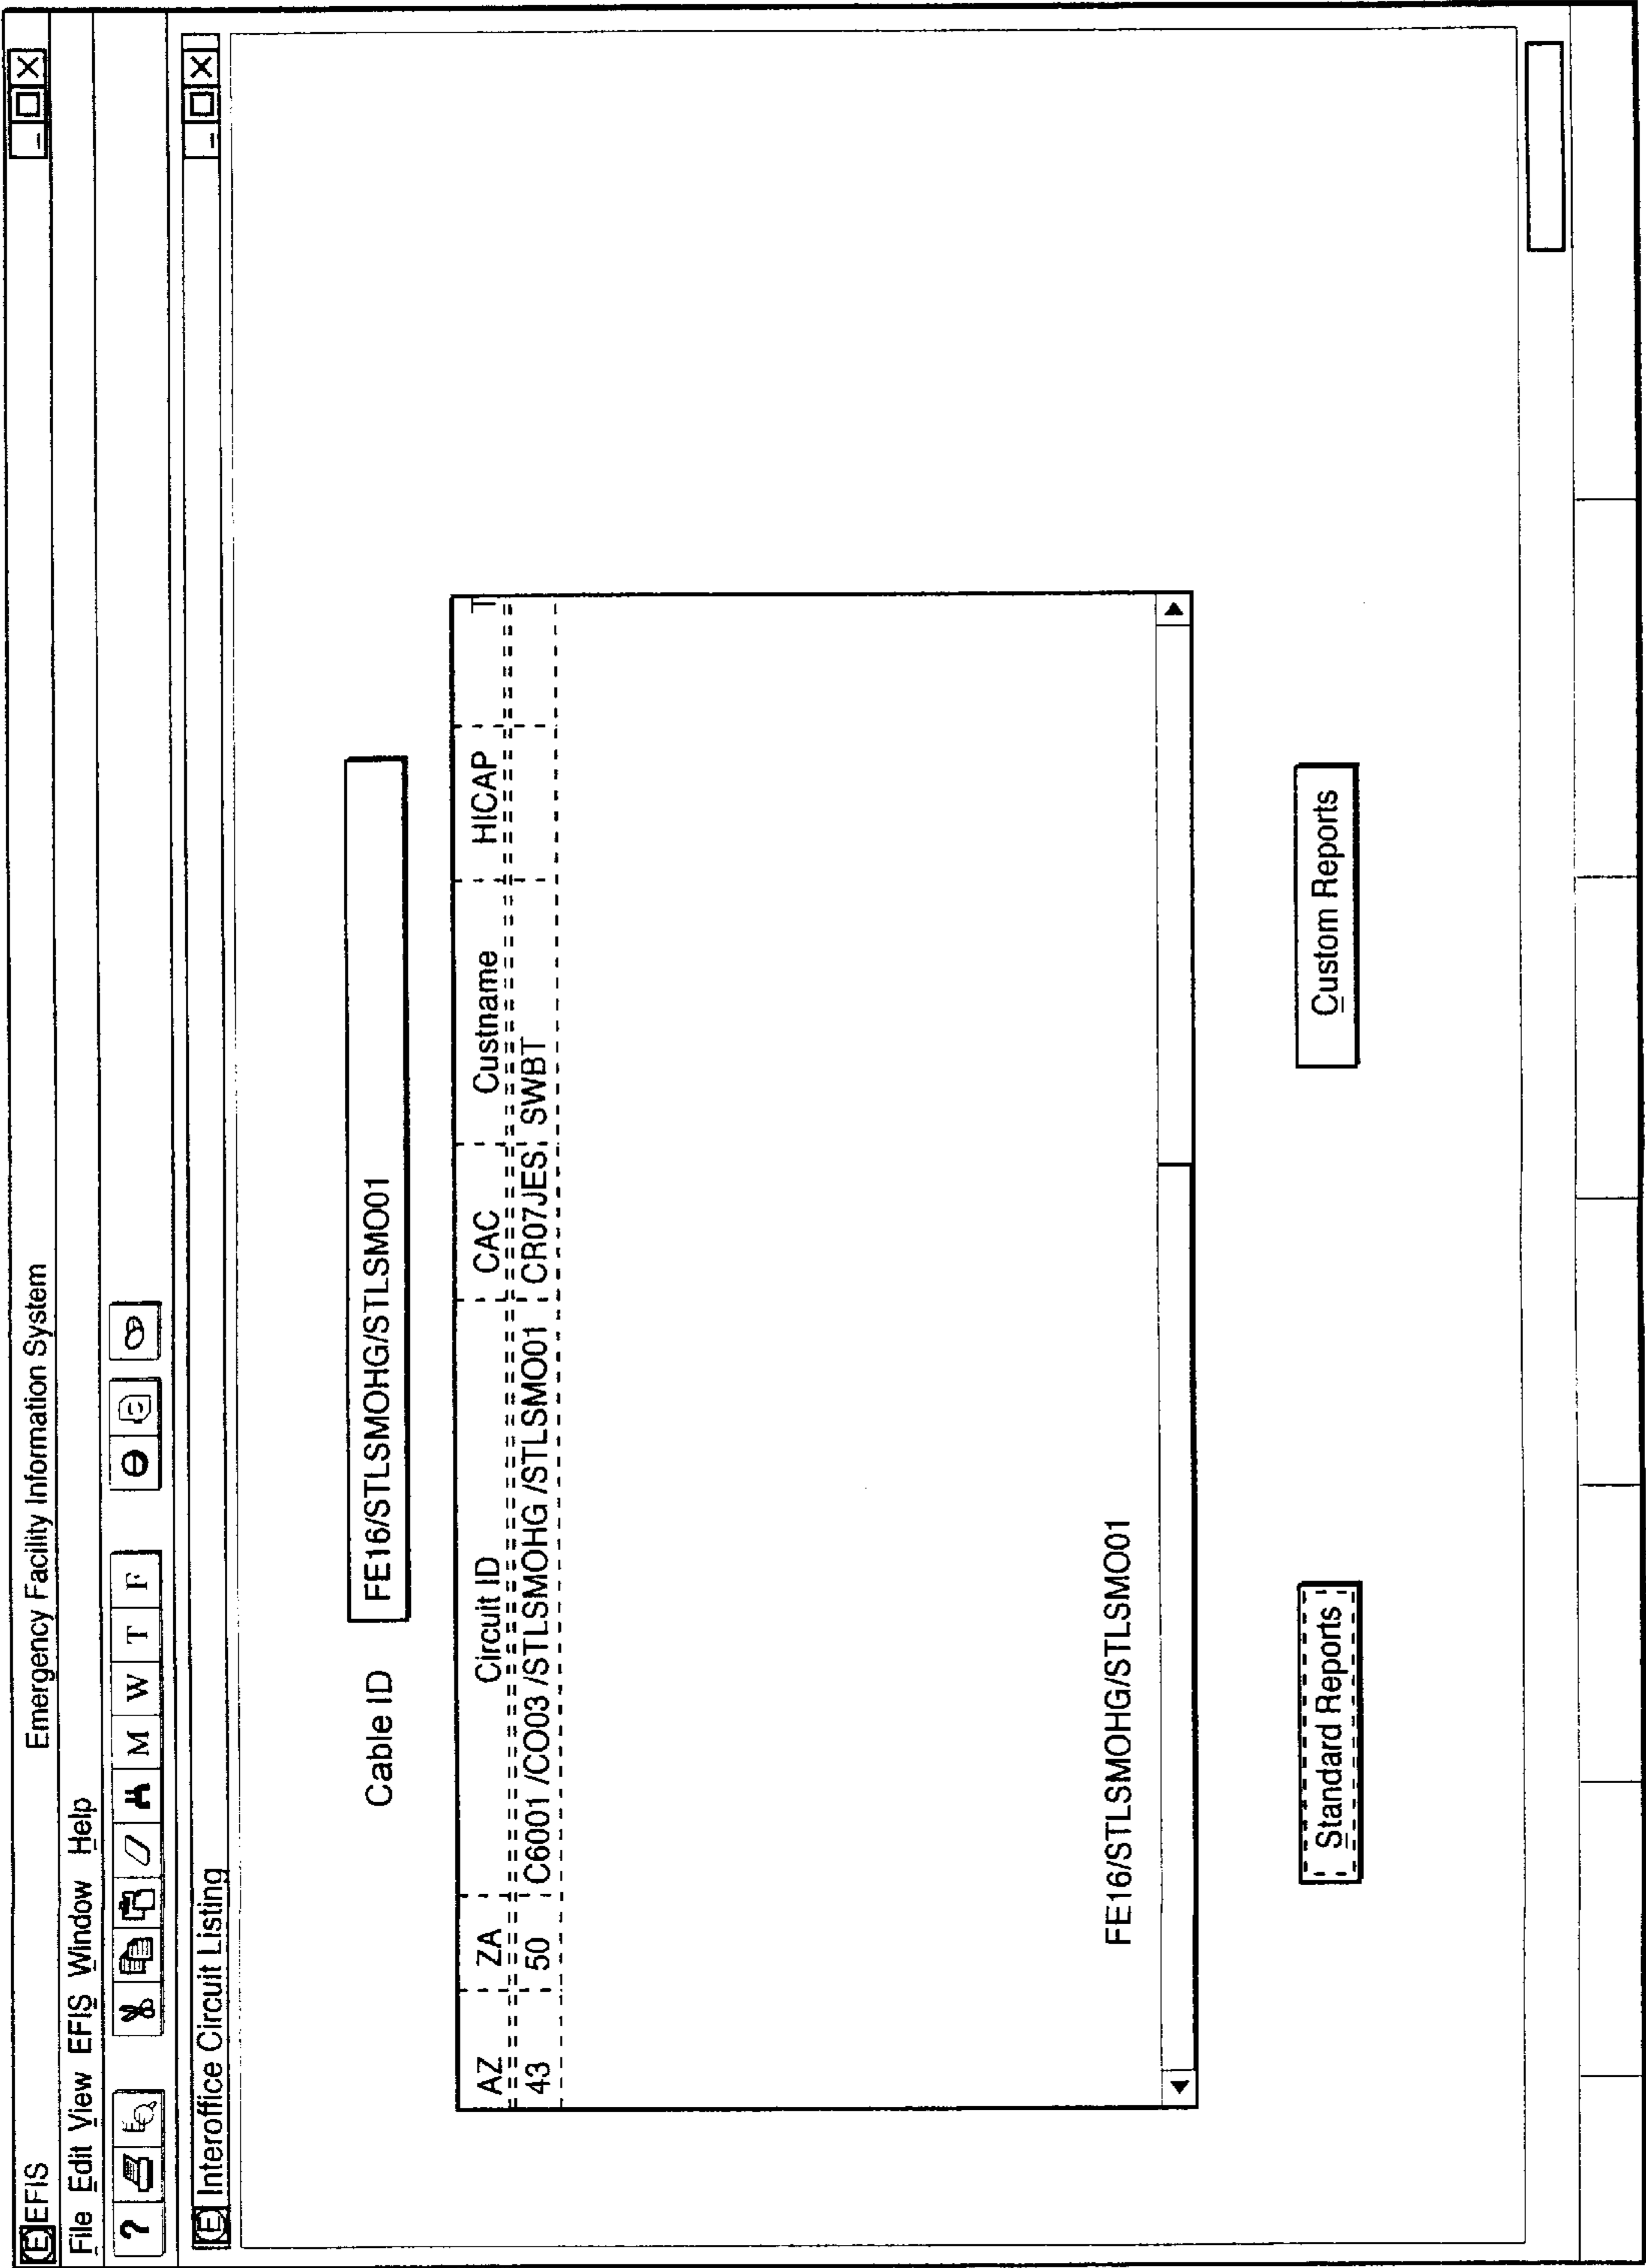 EFIS Emergency Facility Information System
File Edit View EFIS Window Help
? M W T F
Interoffice Circuit Listing
Cable ID FE16/STLSMOHG/STLSMO01
AZ ZA Circuit ID CAC Custname HICAP T
43 50 C6001 /CO03 /STLSMOHG /STLSMO01 CR07JES SWBT
FE16/STLSMOHG/STLSMO01
Standard Reports Custom Reports